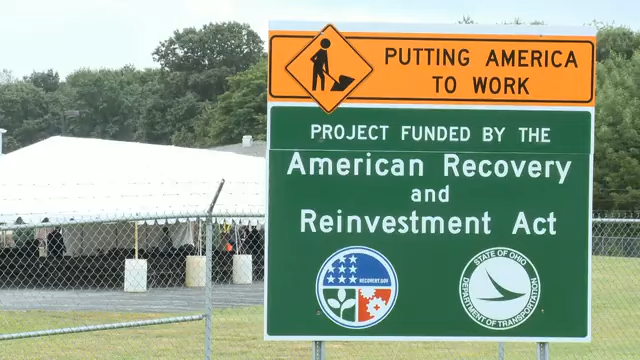 PUTTING AMERICA
TO WORK
PROJECT FUNDED BY THE
American Recovery
and
Reinvestment Act
RECOVERY.GOV
STATE OF OHIO
DEPARTMENT OF TRANSPORTATION